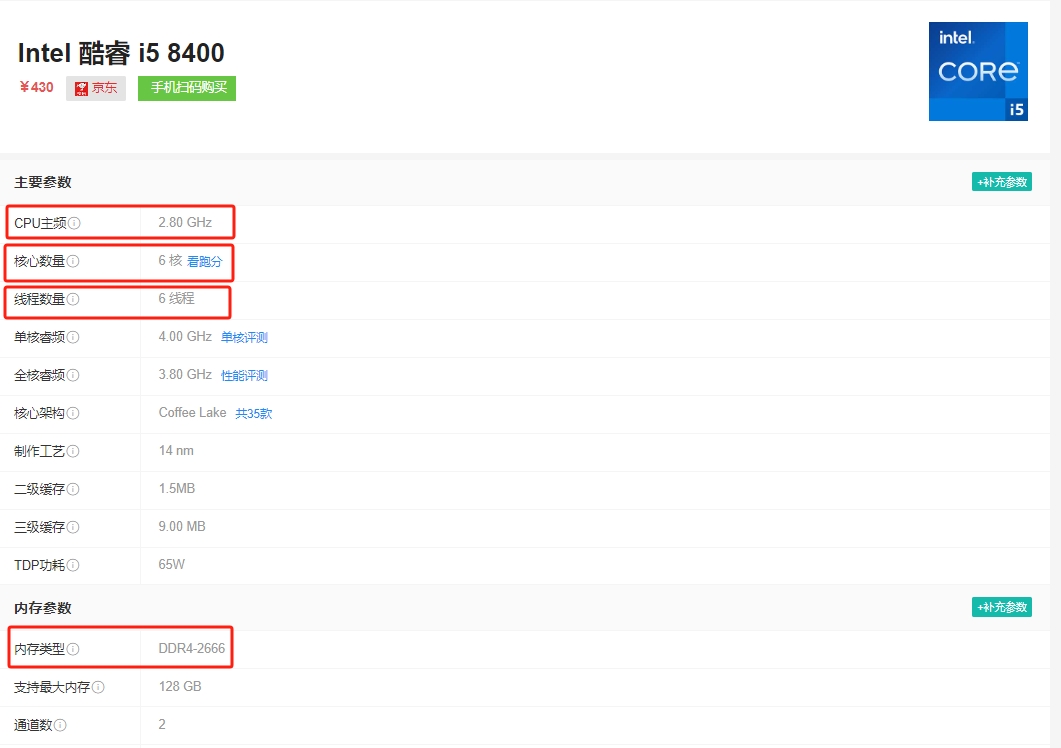 Intel 酷睿 i5 8400
¥430 京东 手机扫码购买
intel.
CORE
i5
主要参数 +补充参数
CPU主频 2.80 GHz
核心数量 6 核 看跑分
线程数量 6 线程
单核睿频 4.00 GHz 单核评测
全核睿频 3.80 GHz 性能评测
核心架构 Coffee Lake 共35款
制作工艺 14 nm
二级缓存 1.5MB
三级缓存 9.00 MB
TDP功耗 65W
内存参数 +补充参数
内存类型 DDR4-2666
支持最大内存 128 GB
通道数 2